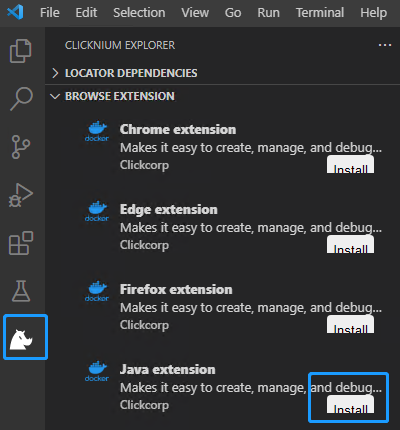 File Edit View Go Run Terminal Help
CLICKNIUM EXPLORER ...
LOCATOR DEPENDENCIES
BROWSE EXTENSION
docker
Chrome extension
Makes it easy to create, manage, and debug...
Clickcorp
Install
docker
Edge extension
Makes it easy to create, manage, and debug...
Clickcorp
Install
docker
Firefox extension
Makes it easy to create, manage, and debug...
Clickcorp
Install
docker
Java extension
Makes it easy to create, manage, and debug...
Clickcorp
Install